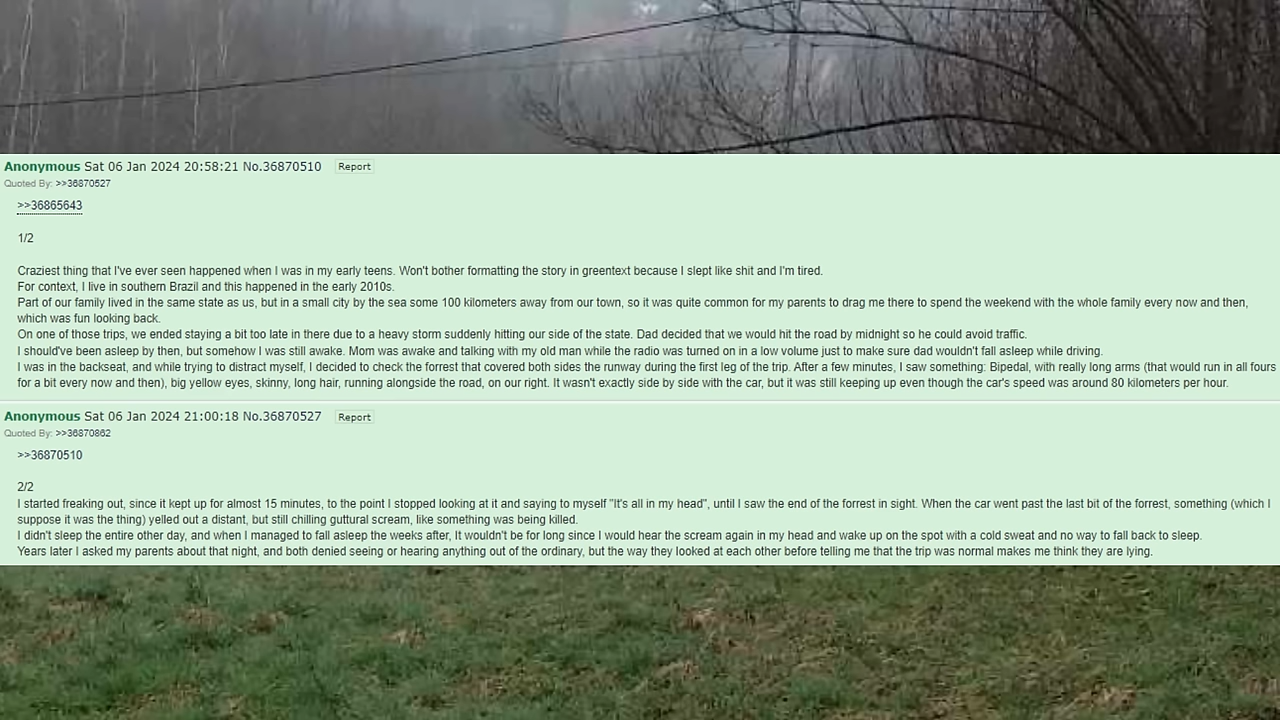 Anonymous Sat 06 Jan 2024 20:58:21 No.36870510 Report
Quoted By: >>36870527
>>36865643
1/2
Craziest thing that I've ever seen happened when I was in my early teens. Won't bother formatting the story in greentext because I slept like shit and I'm tired.
For context, I live in southern Brazil and this happened in the early 2010s.
Part of our family lived in the same state as us, but in a small city by the sea some 100 kilometers away from our town, so it was quite common for my parents to drag me there to spend the weekend with the whole family every now and then,
which was fun looking back.
On one of those trips, we ended staying a bit too late in there due to a heavy storm suddenly hitting our side of the state. Dad decided that we would hit the road by midnight so he could avoid traffic.
I should've been asleep by then, but somehow I was still awake. Mom was awake and talking with my old man while the radio was turned on in a low volume just to make sure dad wouldn't fall asleep while driving.
I was in the backseat, and while trying to distract myself, I decided to check the forrest that covered both sides the runway during the first leg of the trip. After a few minutes, I saw something: Bipedal, with really long arms (that would run in all fours
for a bit every now and then), big yellow eyes, skinny, long hair, running alongside the road, on our right. It wasn't exactly side by side with the car, but it was still keeping up even though the car's speed was around 80 kilometers per hour.
Anonymous Sat 06 Jan 2024 21:00:18 No.36870527 Report
Quoted By: >>36870862
>>36870510
2/2
I started freaking out, since it kept up for almost 15 minutes, to the point I stopped looking at it and saying to myself "It's all in my head", until I saw the end of the forrest in sight. When the car went past the last bit of the forrest, something (which I
suppose it was the thing) yelled out a distant, but still chilling guttural scream, like something was being killed.
I didn't sleep the entire other day, and when I managed to fall asleep the weeks after, It wouldn't be for long since I would hear the scream again in my head and wake up on the spot with a cold sweat and no way to fall back to sleep.
Years later I asked my parents about that night, and both denied seeing or hearing anything out of the ordinary, but the way they looked at each other before telling me that the trip was normal makes me think they are lying.